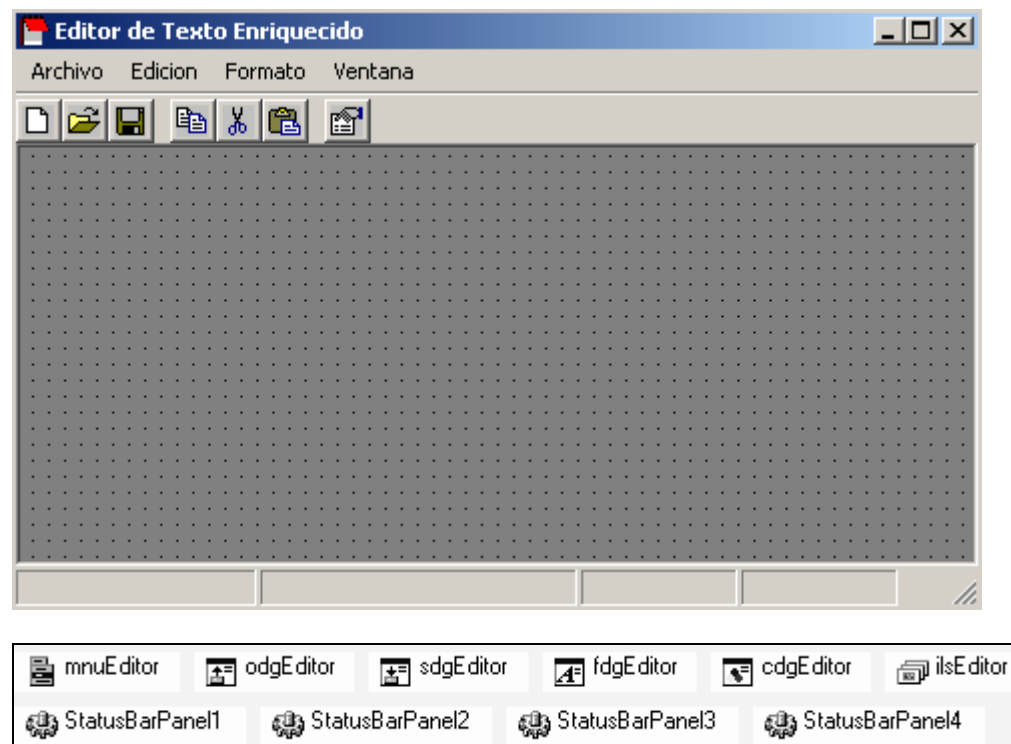 Editor de Texto Enriquecido
Archivo Edicion Formato Ventana
mnuEditor odgEditor sdgEditor fdgEditor cdgEditor ilsEditor
StatusBarPanel1 StatusBarPanel2 StatusBarPanel3 StatusBarPanel4